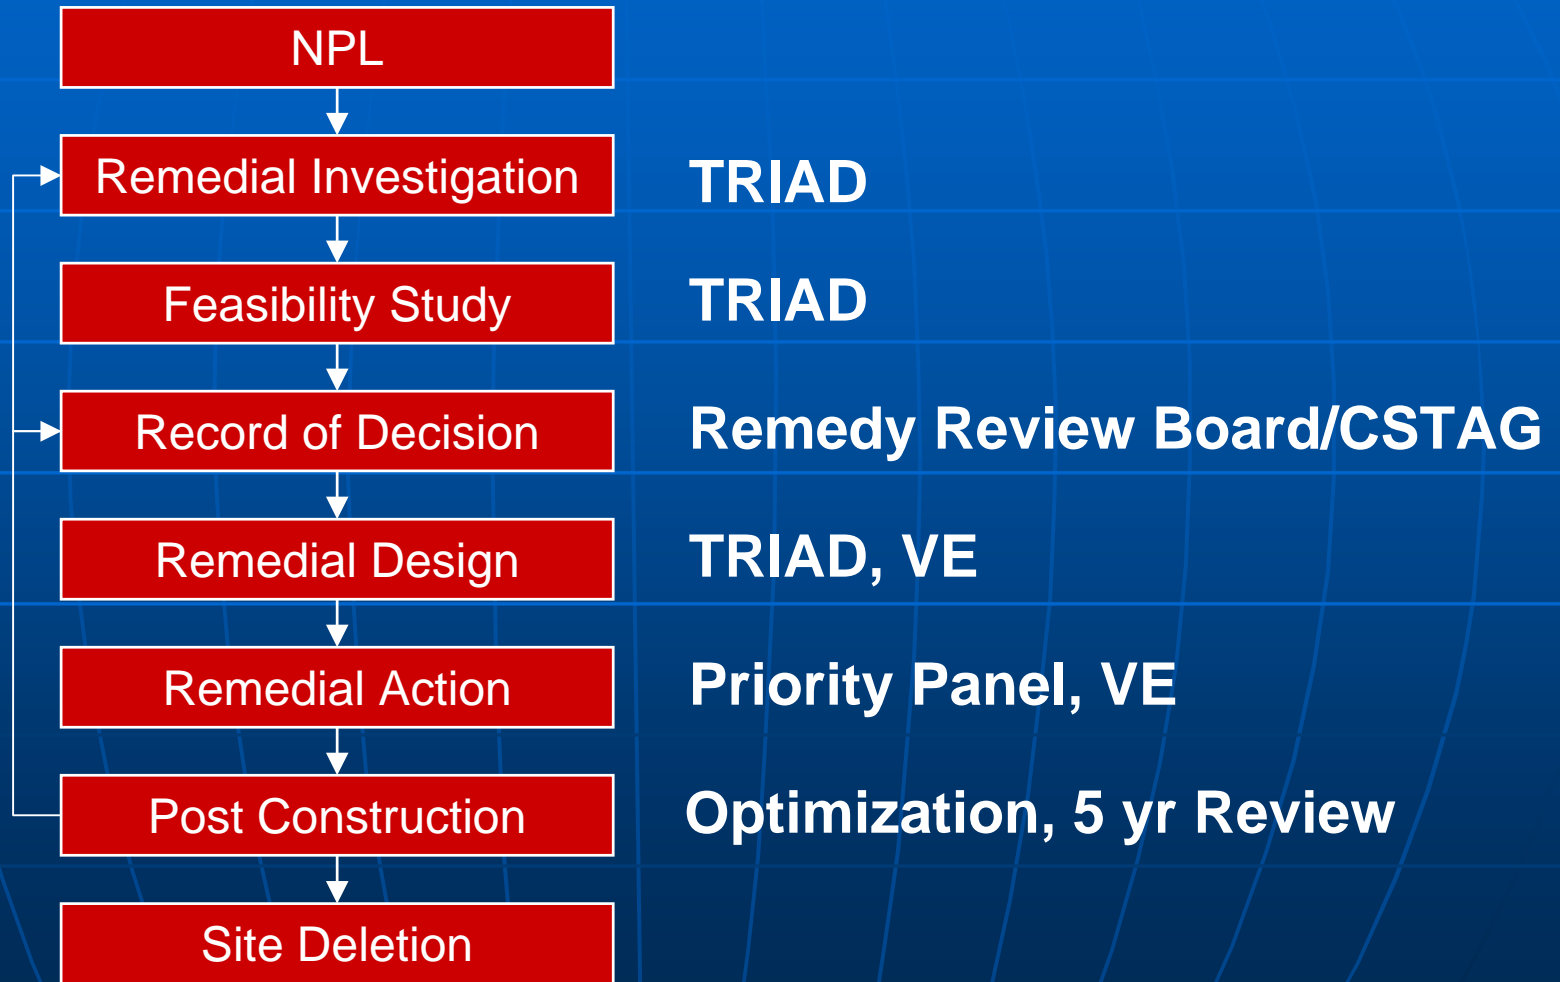 NPL
Remedial Investigation
TRIAD
Feasibility Study
TRIAD
Record of Decision
Remedy Review Board/CSTAG
Remedial Design
TRIAD, VE
Remedial Action
Priority Panel, VE
Post Construction
Optimization, 5 yr Review
Site Deletion